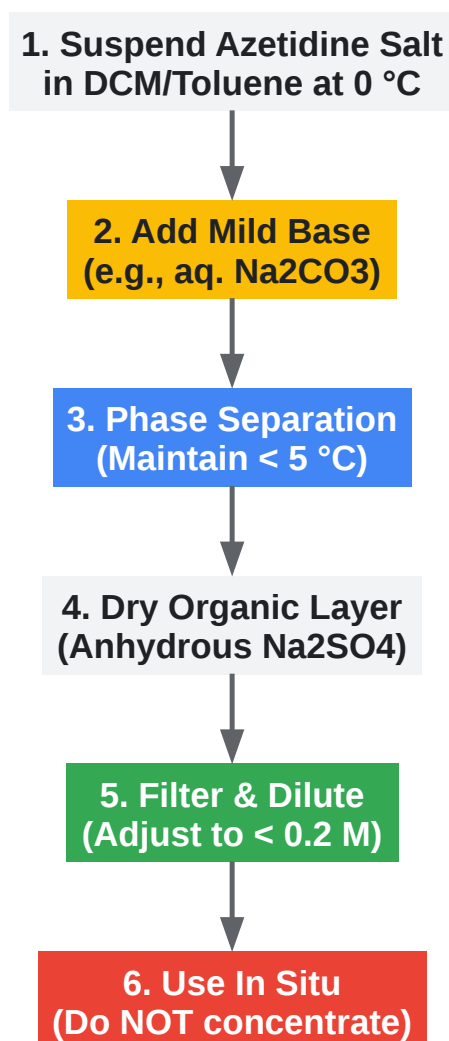 1. Suspend Azetidine Salt
in DCM/Toluene at 0 °C
2. Add Mild Base
(e.g., aq. Na2CO3)
3. Phase Separation
(Maintain < 5 °C)
4. Dry Organic Layer
(Anhydrous Na2SO4)
5. Filter & Dilute
(Adjust to < 0.2 M)
6. Use In Situ
(Do NOT concentrate)